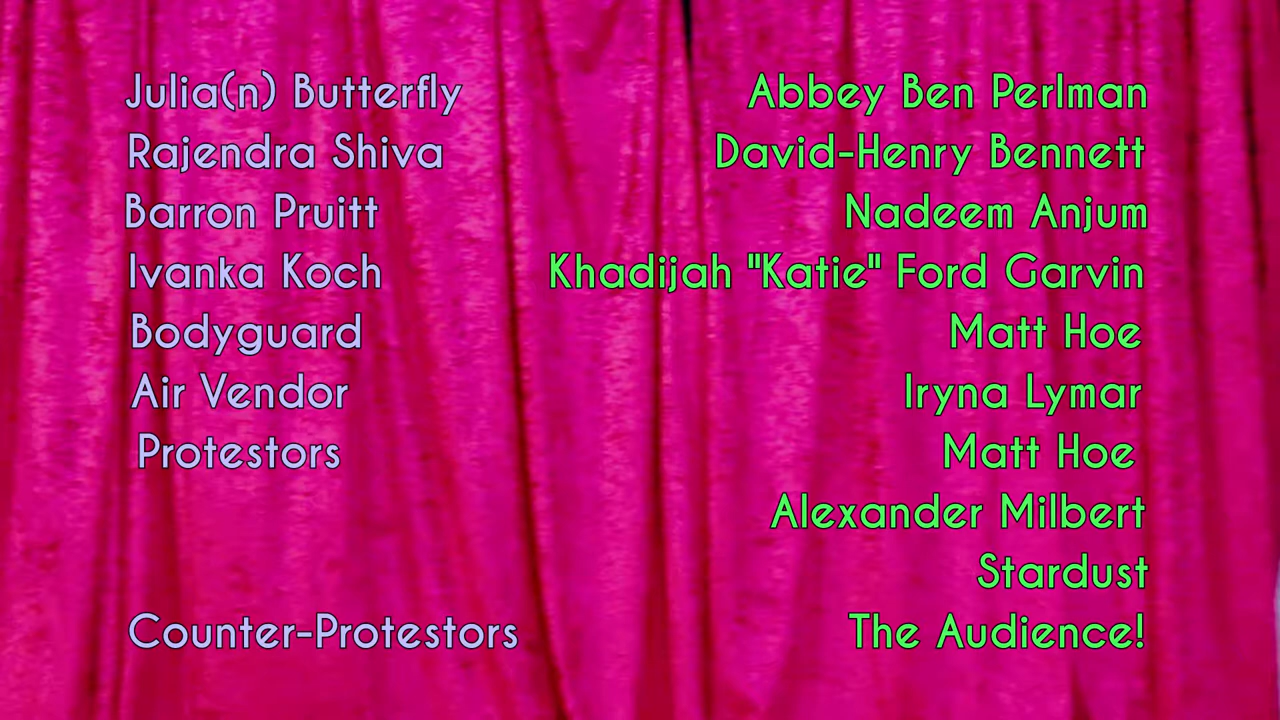 Julia(n) Butterfly Abbey Ben Perlman
Rajendra Shiva David-Henry Bennett
Barron Pruitt Nadeem Anjum
Ivanka Koch Khadijah "Katie" Ford Garvin
Bodyguard Matt Hoe
Air Vendor Iryna Lymar
Protestors Matt Hoe
Alexander Milbert
Stardust
Counter-Protestors The Audience!